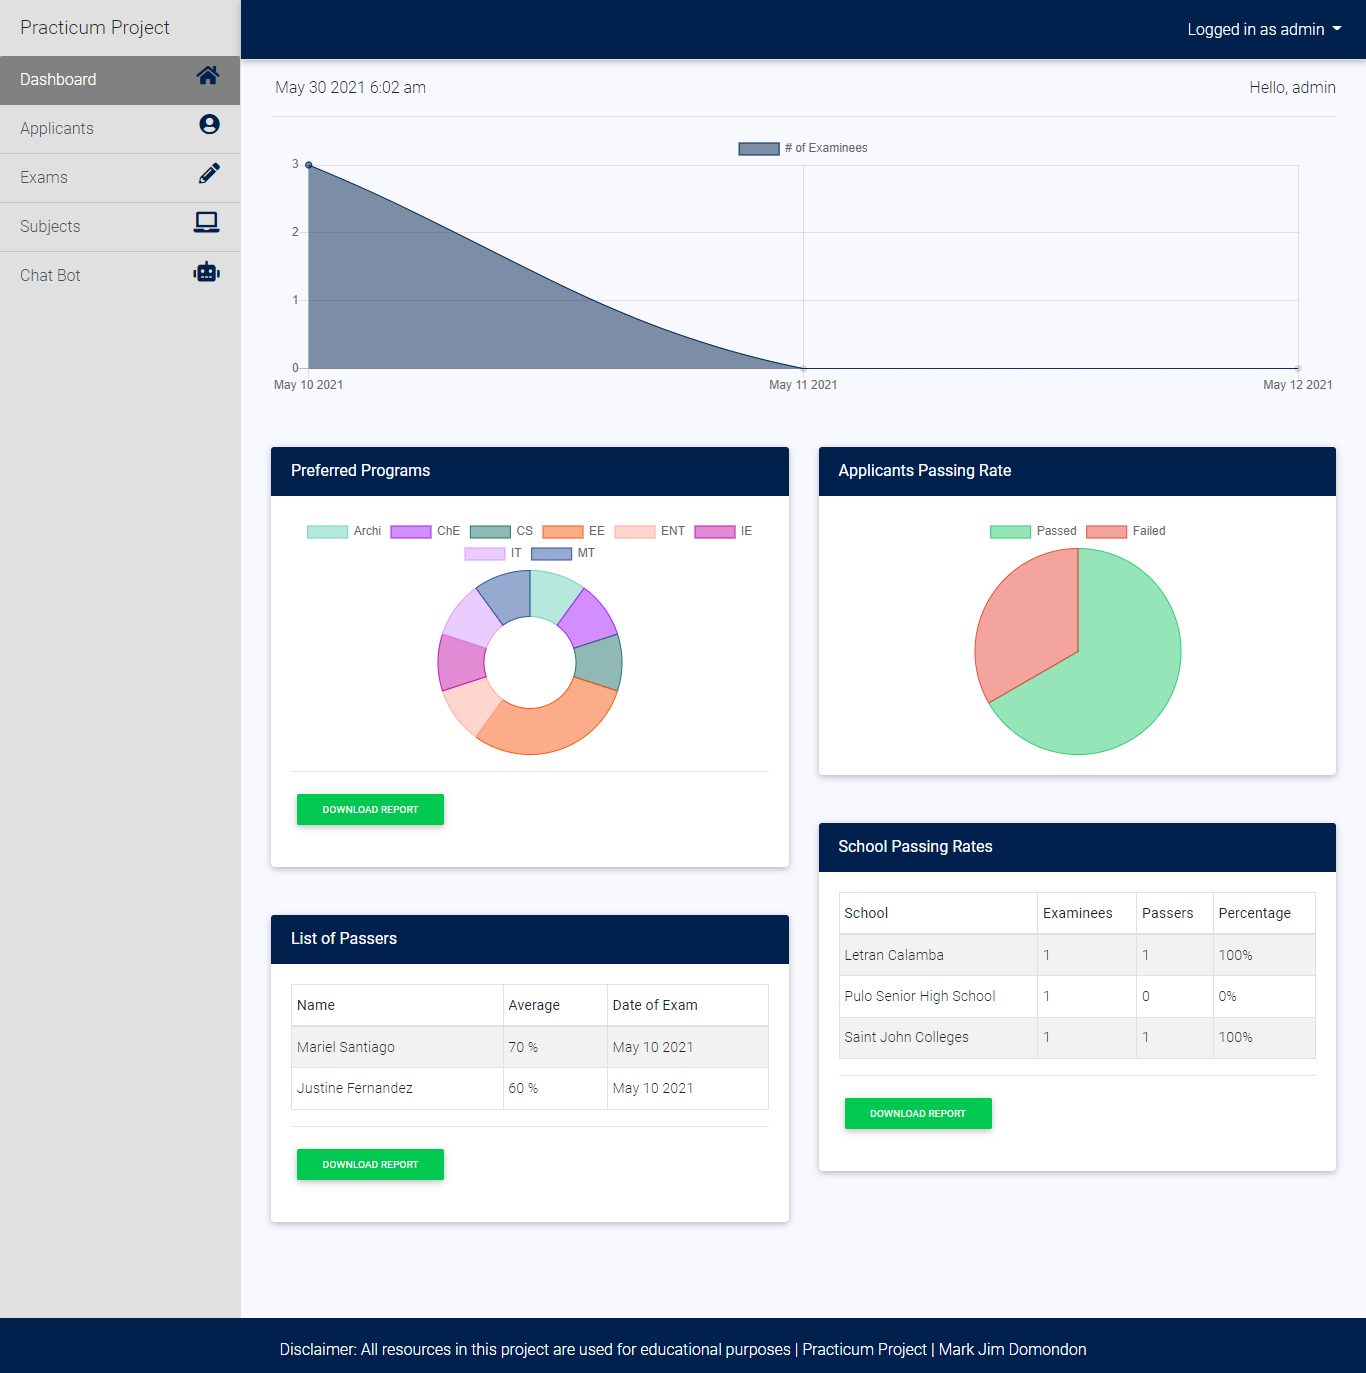 Practicum Project
Logged in as admin
Dashboard
Applicants
Exams
Subjects
Chat Bot
May 30 2021 6:02 am
Hello, admin
# of Examinees
3
2
1
0
May 10 2021
May 11 2021
May 12 2021
Preferred Programs
Archi ChE CS EE ENT IE
IT MT
DOWNLOAD REPORT
Applicants Passing Rate
Passed Failed
List of Passers
Name Average Date of Exam
Mariel Santiago 70 % May 10 2021
Justine Fernandez 60 % May 10 2021
DOWNLOAD REPORT
School Passing Rates
School Examinees Passers Percentage
Letran Calamba 1 1 100%
Pulo Senior High School 1 0 0%
Saint John Colleges 1 1 100%
DOWNLOAD REPORT
Disclaimer: All resources in this project are used for educational purposes | Practicum Project | Mark Jim Domondon